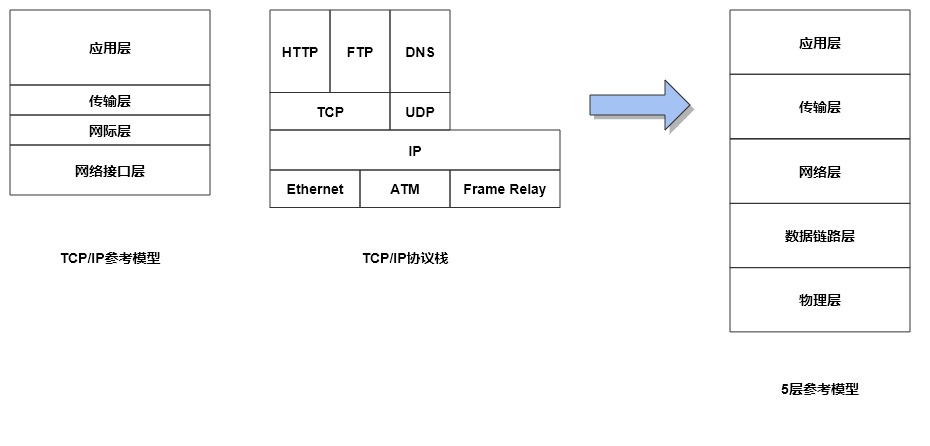 应用层
传输层
网际层
网络接口层
TCP/IP参考模型
HTTP FTP DNS
TCP UDP
IP
Ethernet ATM Frame Relay
TCP/IP协议栈
应用层
传输层
网络层
数据链路层
物理层
5层参考模型